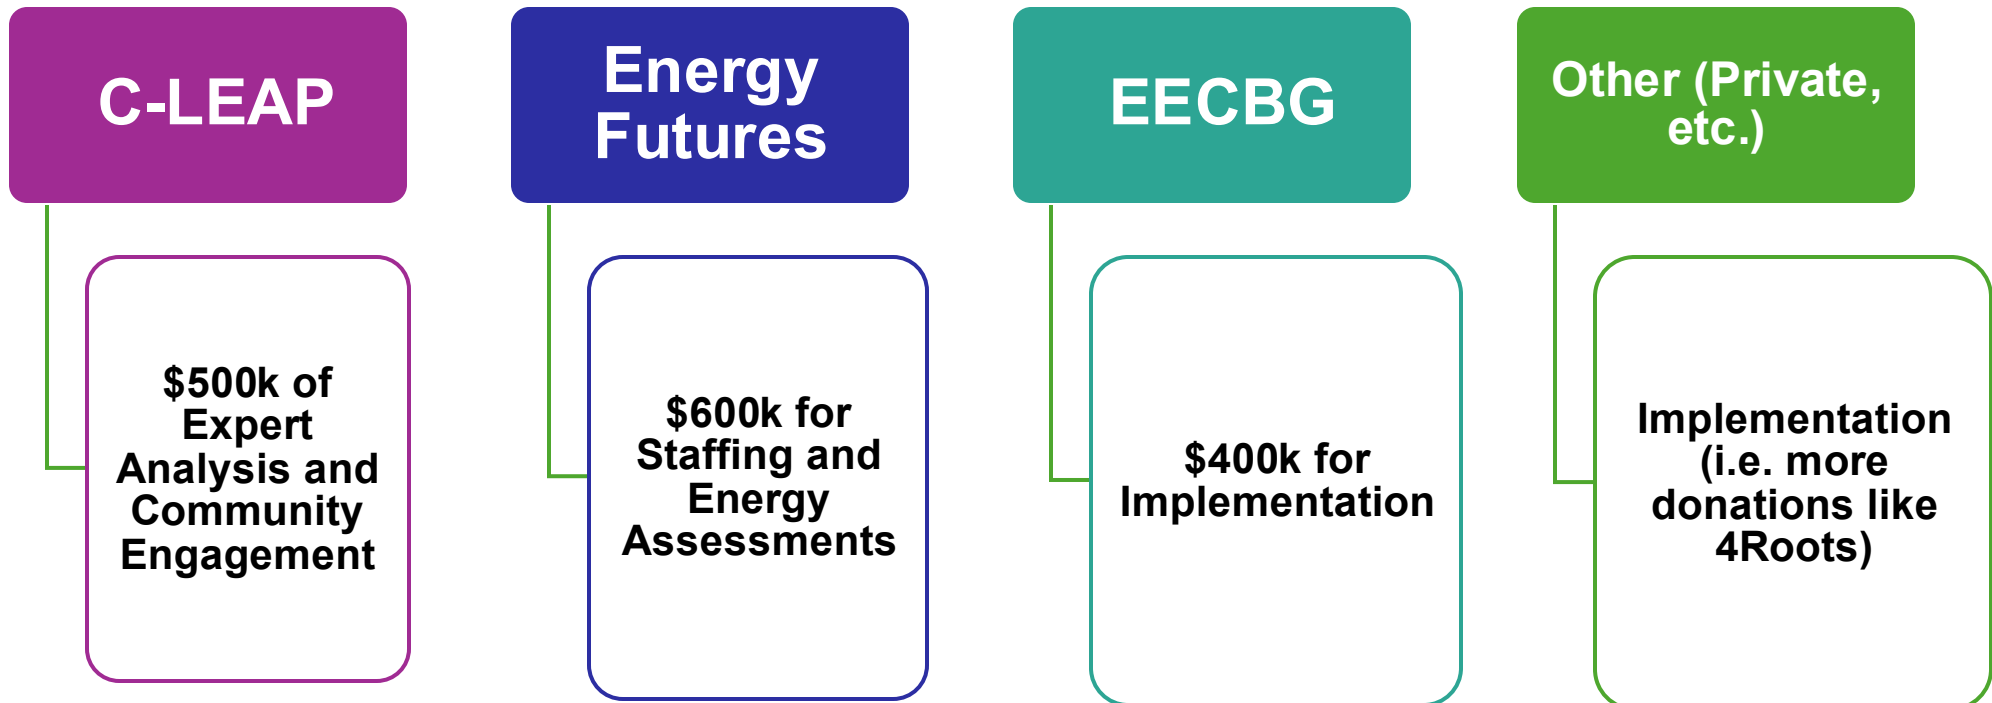 C-LEAP
$500k of
Expert
Analysis and
Community
Engagement
Energy
Futures
$600k for
Staffing and
Energy
Assessments
EECBG
$400k for
Implementation
Other (Private,
etc.)
Implementation
(i.e. more
donations like
4Roots)